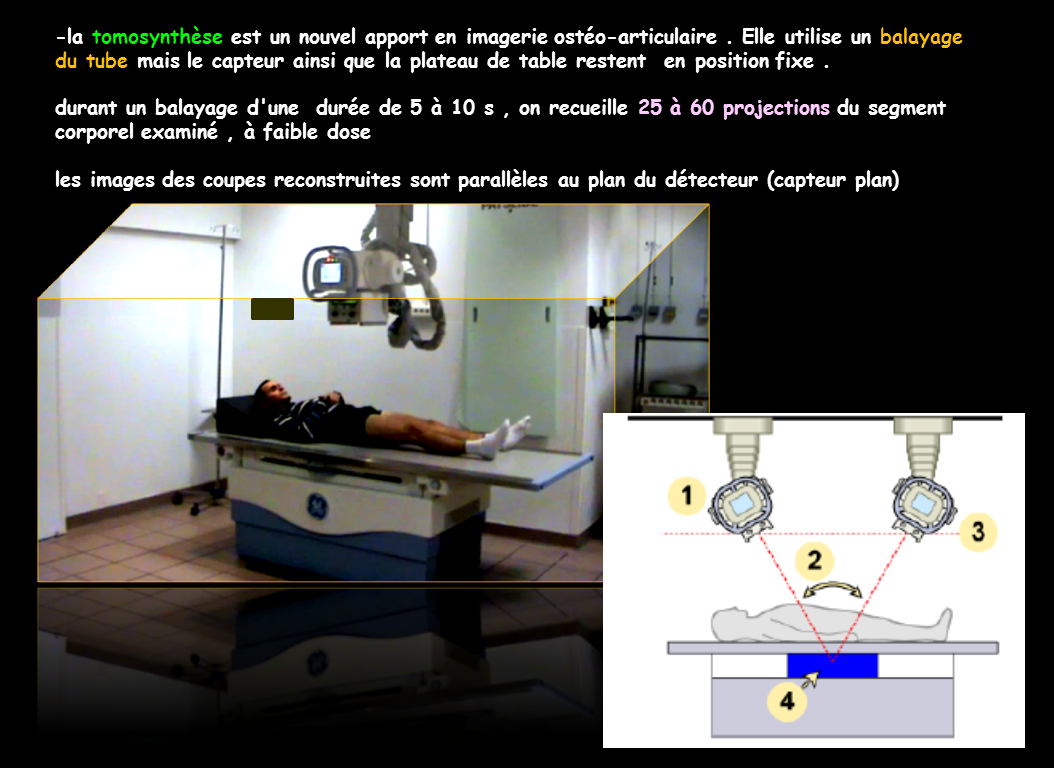 -la tomosynthèse est un nouvel apport en imagerie ostéo-articulaire . Elle utilise un balayage
du tube mais le capteur ainsi que la plateau de table restent en position fixe .
durant un balayage d'une durée de 5 à 10 s , on recueille 25 à 60 projections du segment
corporel examiné , à faible dose
les images des coupes reconstruites sont parallèles au plan du détecteur (capteur plan)
1
3
2
4